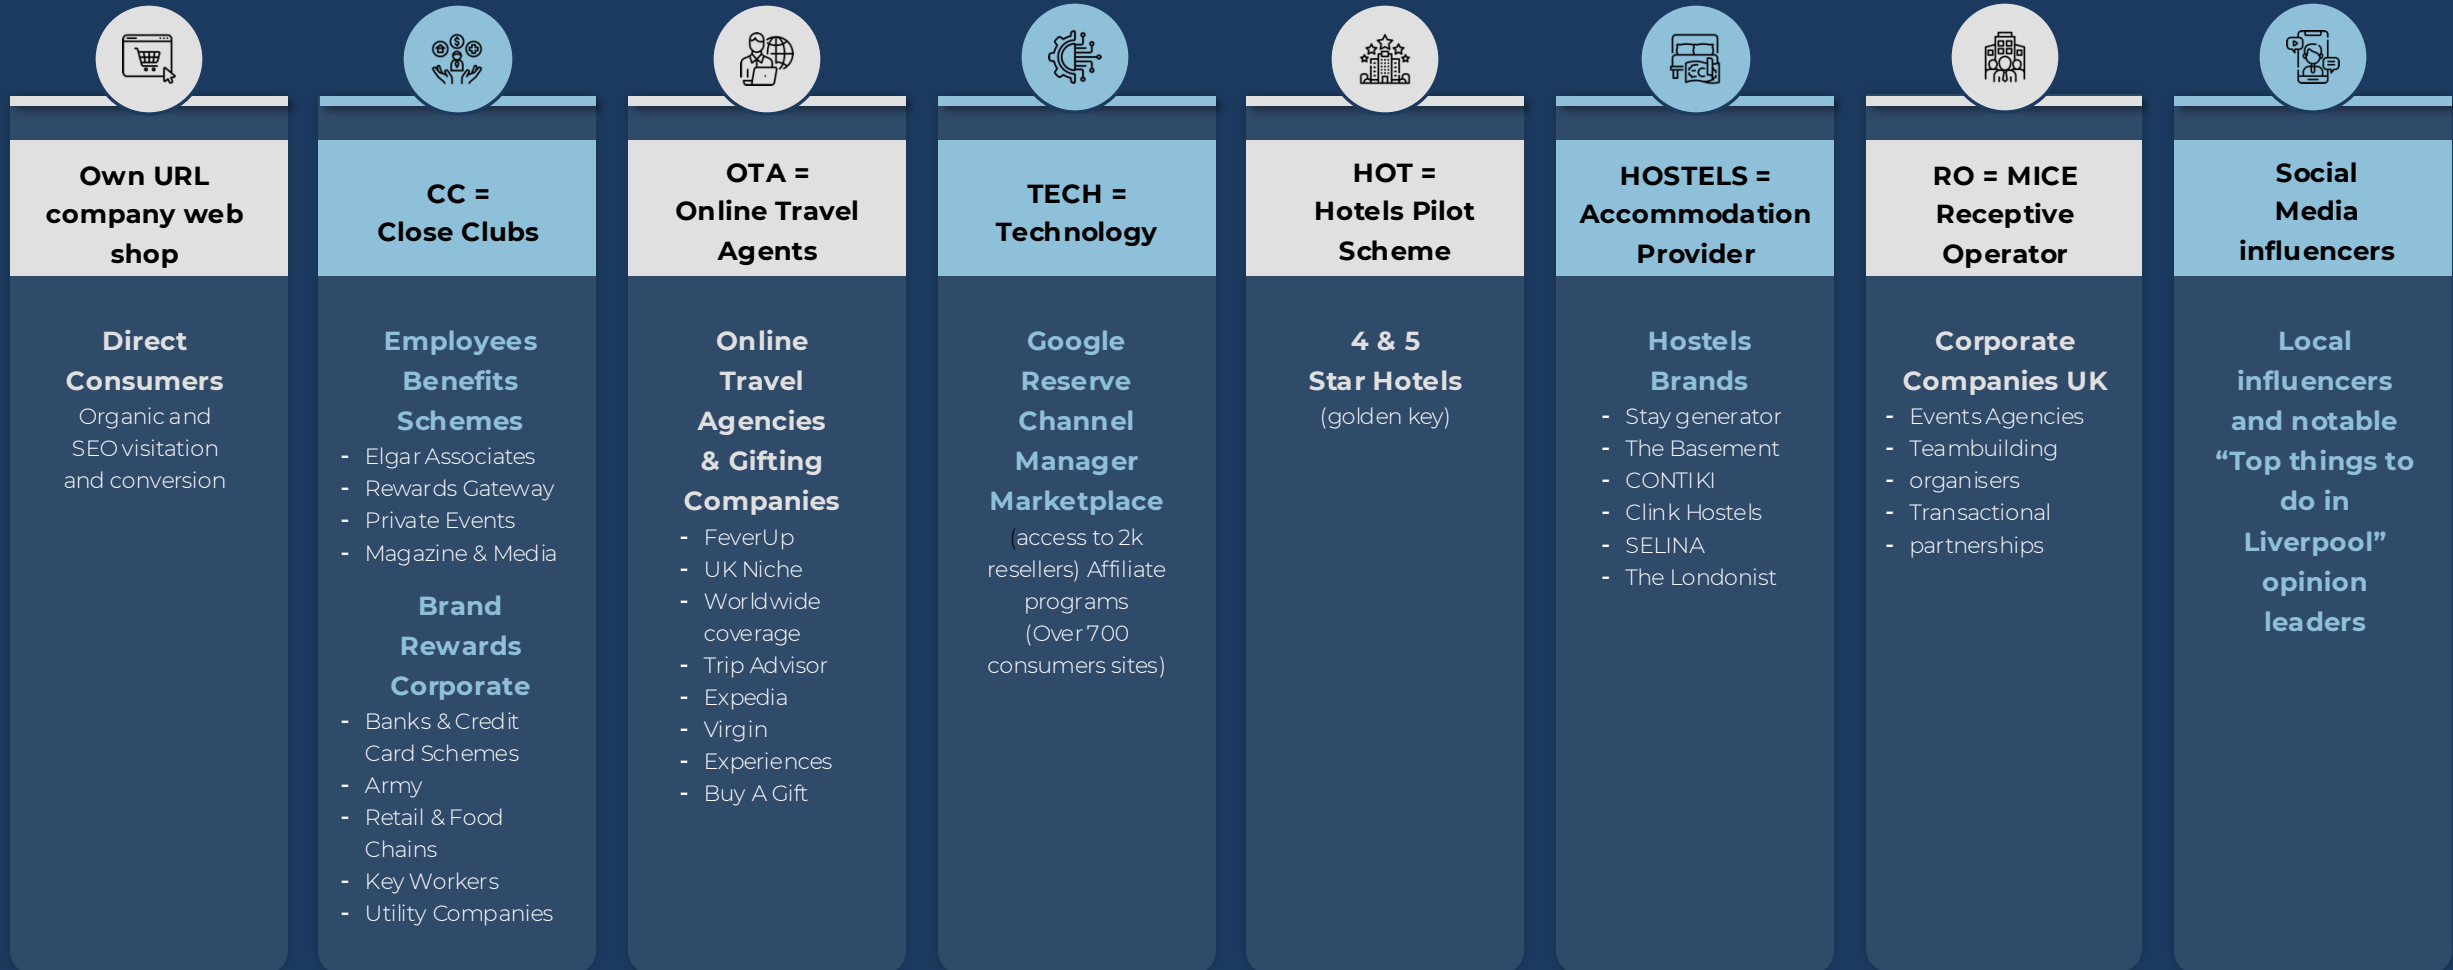 Own URL
company web
shop
Direct
Consumers
Organic and
SEO visitation
and conversion
CC =
Close Clubs
Employees
Benefits
Schemes
- Elgar Associates
- Rewards Gateway
- Private Events
- Magazine & Media
Brand
Rewards
Corporate
- Banks & Credit
Card Schemes
- Army
- Retail & Food
Chains
- Key Workers
- Utility Companies
OTA =
Online Travel
Agents
Online
Travel
Agencies
& Gifting
Companies
- FeverUp
- UK Niche
- Worldwide
coverage
- Trip Advisor
- Expedia
- Virgin
- Experiences
- Buy A Gift
TECH =
Technology
Google
Reserve
Channel
Manager
Marketplace
(access to 2k
resellers) Affiliate
programs
(Over 700
consumers sites)
HOT =
Hotels Pilot
Scheme
4 & 5
Star Hotels
(golden key)
HOSTELS =
Accommodation
Provider
Hostels
Brands
- Stay generator
- The Basement
- CONTIKI
- Clink Hostels
- SELINA
- The Londonist
RO = MICE
Receptive
Operator
Corporate
Companies UK
- Events Agencies
- Teambuilding
- organisers
- Transactional
- partnerships
Social
Media
influencers
Local
influencers
and notable
“Top things to
do in
Liverpool”
opinion
leaders